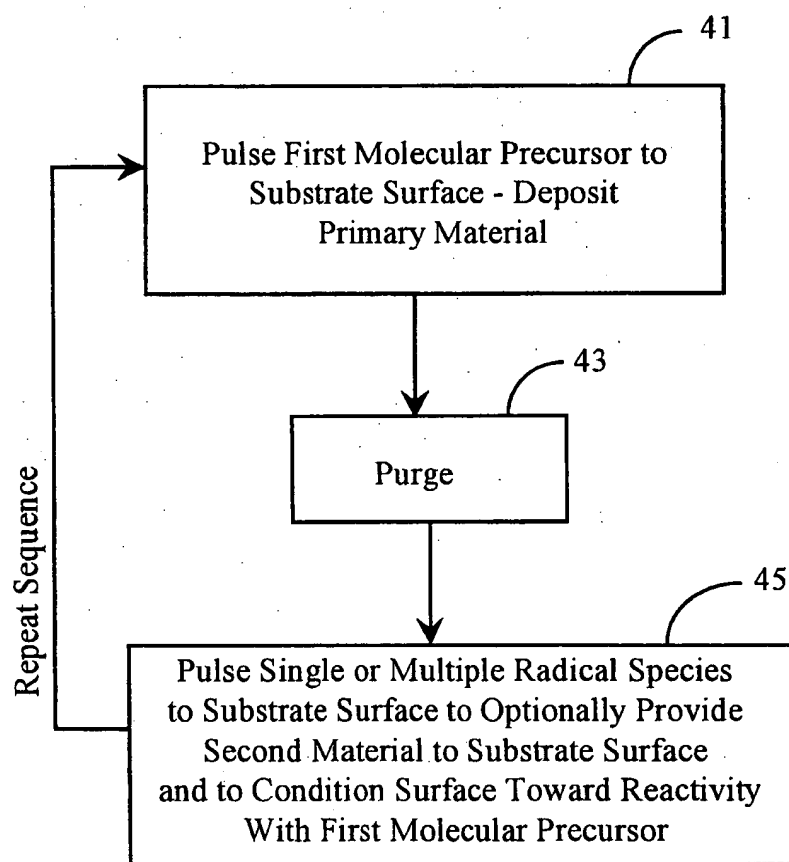 41
Pulse First Molecular Precursor to
Substrate Surface - Deposit
Primary Material
43
Purge
Repeat Sequence
45
Pulse Single or Multiple Radical Species
to Substrate Surface to Optionally Provide
Second Material to Substrate Surface
and to Condition Surface Toward Reactivity
With First Molecular Precursor